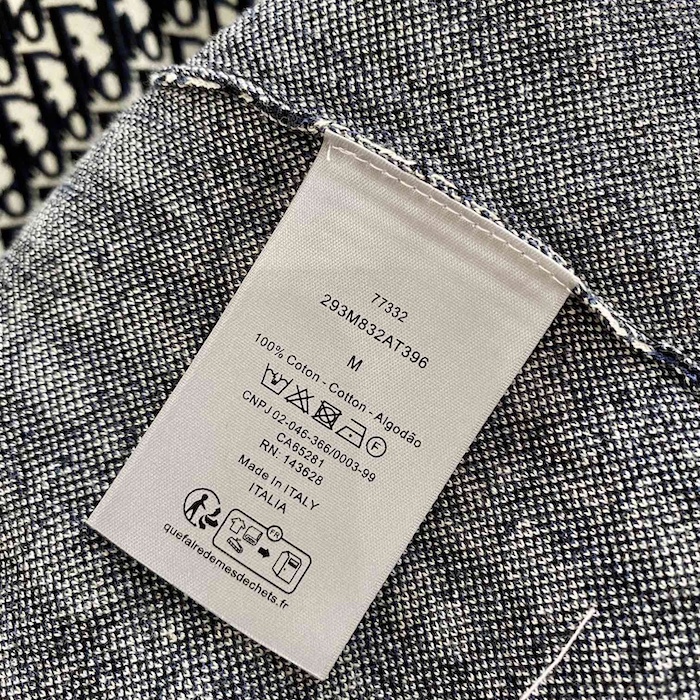 77332
293M832AT396
M
100% Coton - Cotton - Algodão
F
CNPJ 02-046-366/0003-99
CA65281
RN: 143628
Made In ITALY
ITALIA
FR
quefairedemesdechets.fr